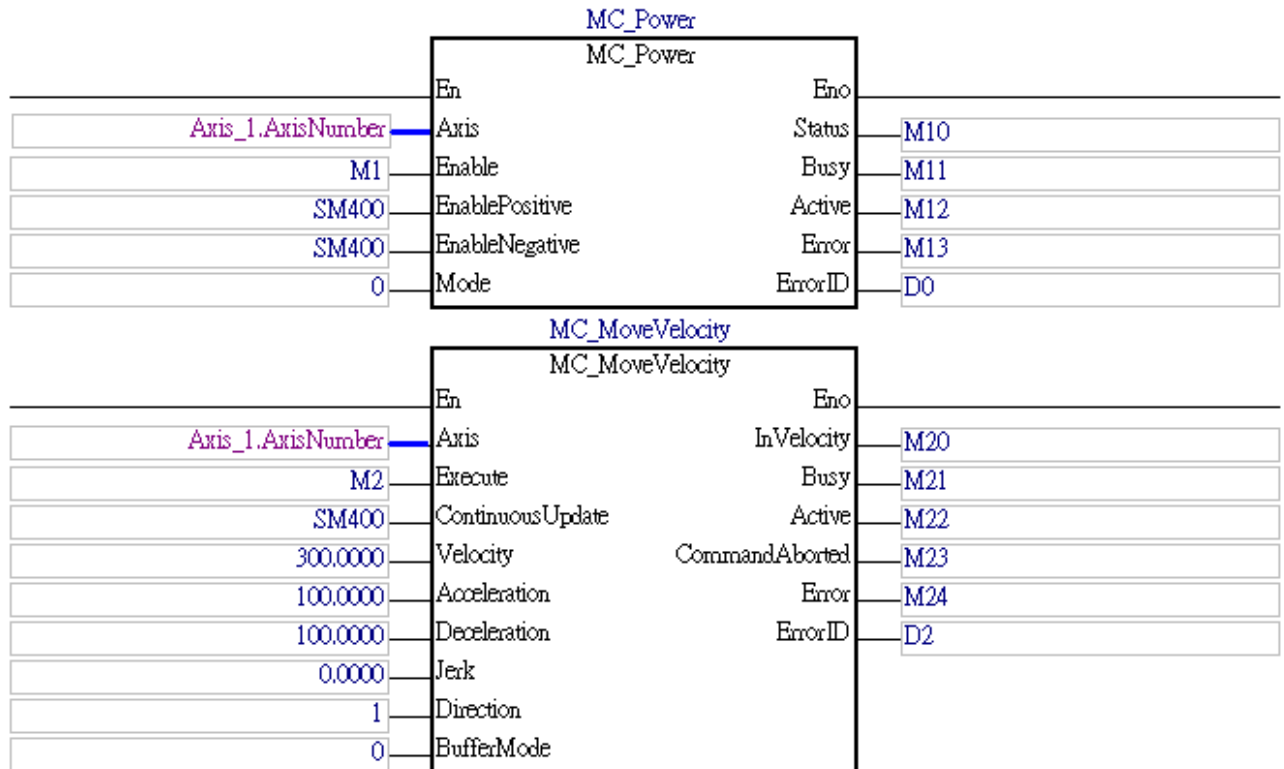 MC_Power
MC_Power
En Eno
Axis_1.AxisNumber Axis Status M10
M1 Enable Busy M11
SM400 EnablePositive Active M12
SM400 EnableNegative Error M13
0 Mode ErrorID D0
MC_MoveVelocity
MC_MoveVelocity
En Eno
Axis_1.AxisNumber Axis InVelocity M20
M2 Execute Busy M21
SM400 ContinuousUpdate Active M22
300.0000 Velocity CommandAborted M23
100.0000 Acceleration Error M24
100.0000 Deceleration ErrorID D2
0.0000 Jerk
1 Direction
0 BufferMode